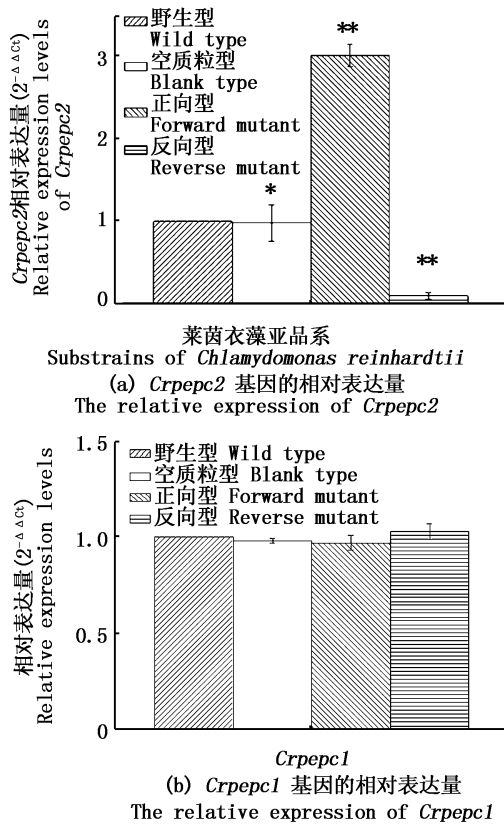 Crpepc2相对表达量(2-ΔΔCt)
Relative expression levels
of Crpepc2
3
2
1
0
野生型
Wild type
空质粒型
Blank type
正向型
Forward mutant
反向型
Reverse mutant
*
**
**
莱茵衣藻亚品系
Substrains of Chlamydomonas reinhardtii
(a) Crpepc2 基因的相对表达量
The relative expression of Crpepc2
相对表达量(2-ΔΔCt)
Relative expression levels
1.5
1.0
0.5
0
野生型 Wild type
空质粒型 Blank type
正向型 Forward mutant
反向型 Reverse mutant
Crpepc1
(b) Crpepc1 基因的相对表达量
The relative expression of Crpepc1